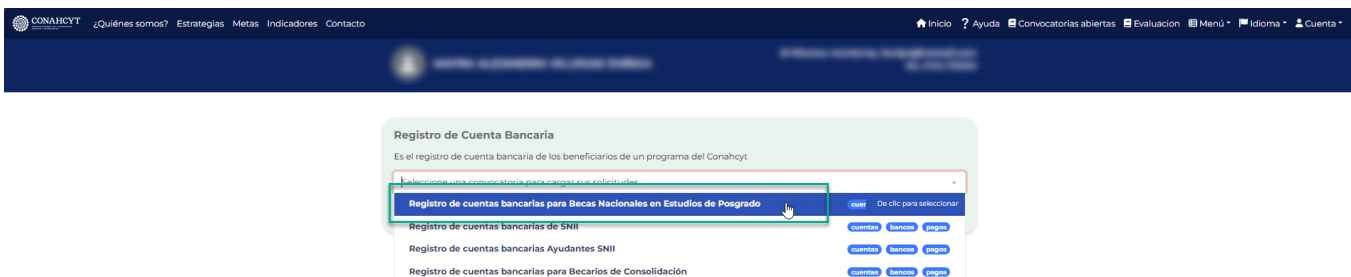 CONAHCYT ¿Quiénes somos? Estrategias Metas Indicadores Contacto Inicio ? Ayuda Convocatorias abiertas Evaluacion Menú Idioma Cuenta
Registro de Cuenta Bancaria
Es el registro de cuenta bancaria de los beneficiarios de un programa del Conahcyt
Seleccione una convocatoria para cargar sus solicitudes
Registro de cuentas bancarias para Becas Nacionales en Estudios de Posgrado cuer De clic para seleccionar
Registro de cuentas bancarias de SNII cuentas bancos pagos
Registro de cuentas bancarias Ayudantes SNII cuentas bancos pagos
Registro de cuentas bancarias para Becarios de Consolidación cuentas bancos pagos